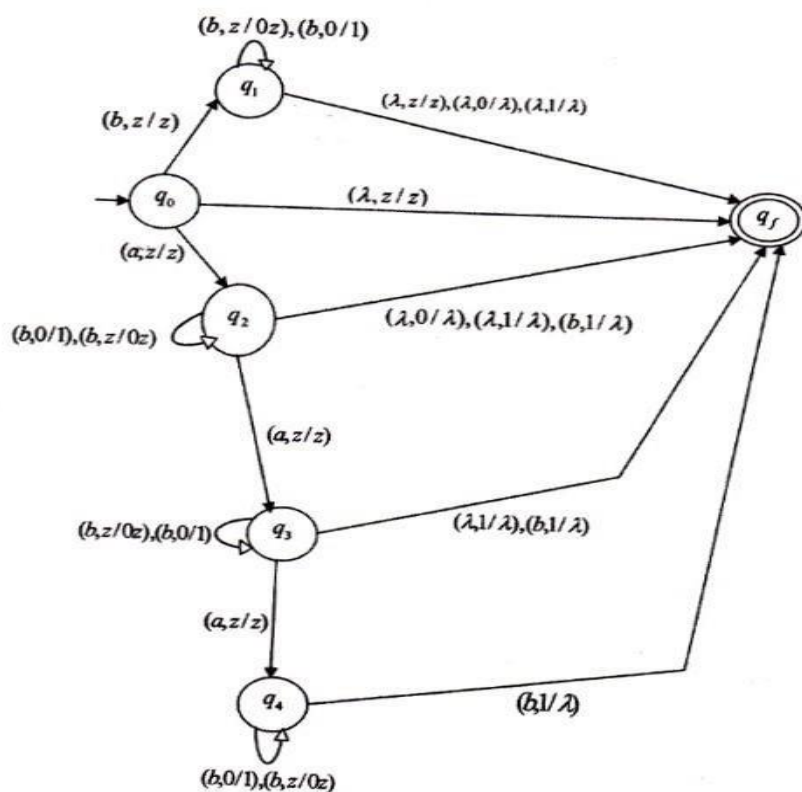 (b, z/0z),(b,0/1)
q₁
(λ,z/z),(λ,0/λ),(λ,1/λ)
(b,z/z)
q₀
(λ,z/z)
q_f
(a,z/z)
q₂
(b,0/1),(b,z/0z)
(λ,0/λ),(λ,1/λ),(b,1/λ)
(a,z/z)
(b,z/0z),(b,0/1)
q₃
(λ,1/λ),(b,1/λ)
(a,z/z)
q₄
(b,1/λ)
(b,0/1),(b,z/0z)